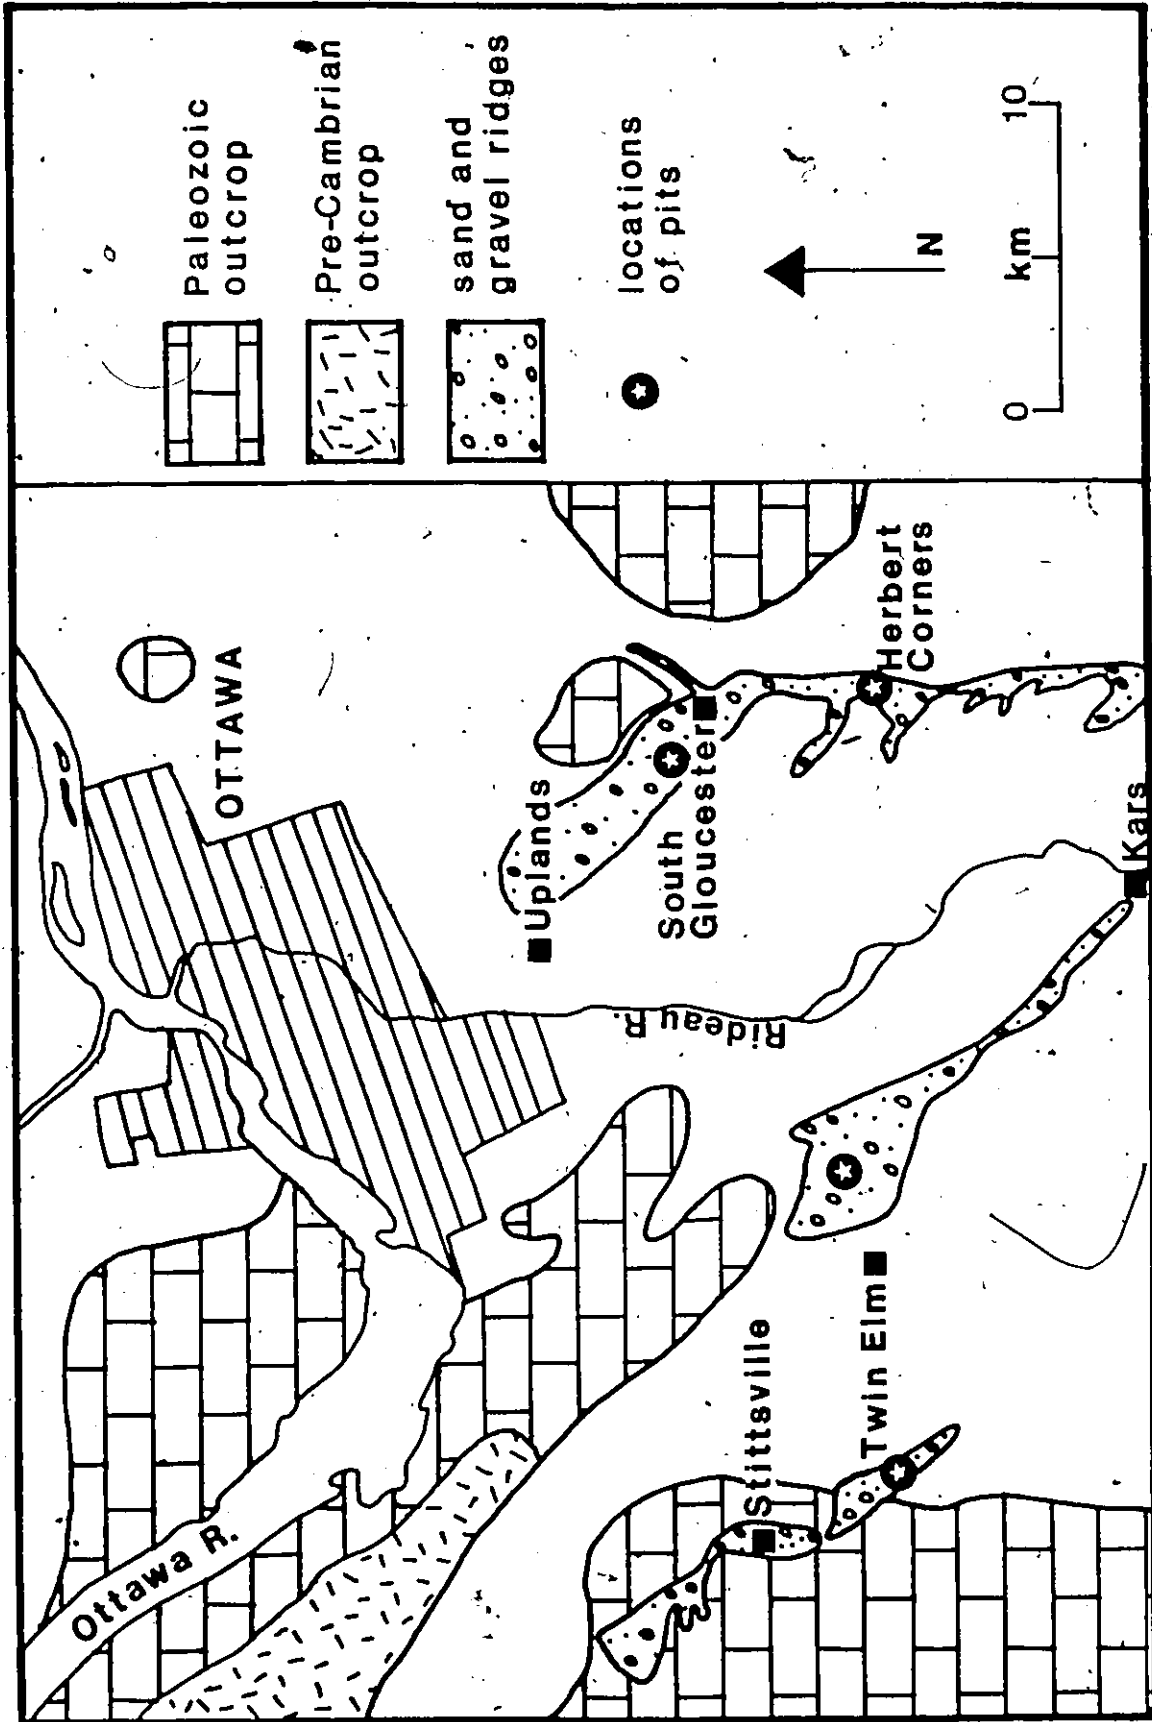 Paleozoic
outcrop
Pre-Cambrian
outcrop
sand and
gravel ridges
locations
of pits
N
0 km 10
OTTAWA
Uplands
South
Gloucester
Herbert
Corners
Kars
Rideau R.
Twin Elm
Stittsville
Ottawa R.